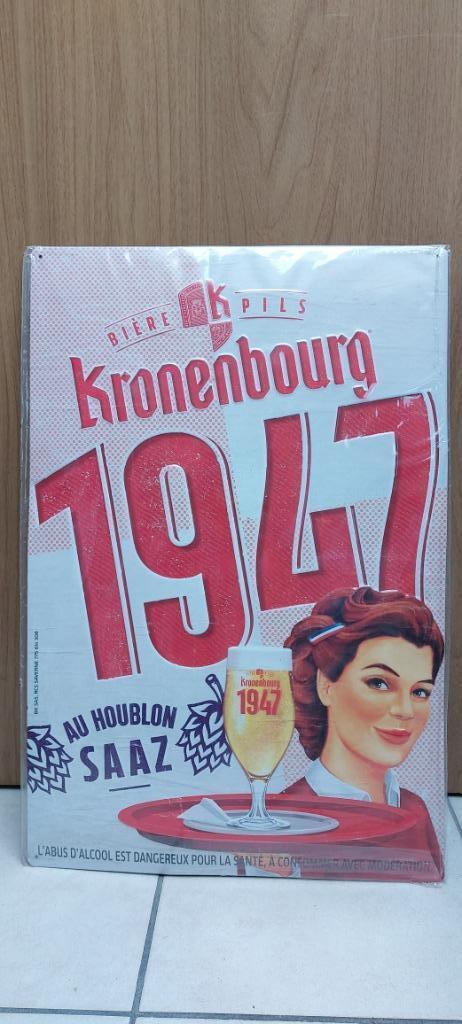 BIÈRE K PILS
Kronenbourg
1947
Kronenbourg
1947
AU HOUBLON
SAAZ
L'ABUS D'ALCOOL EST DANGEREUX POUR LA SANTÉ, À CONSOMMER AVEC MODÉRATION.